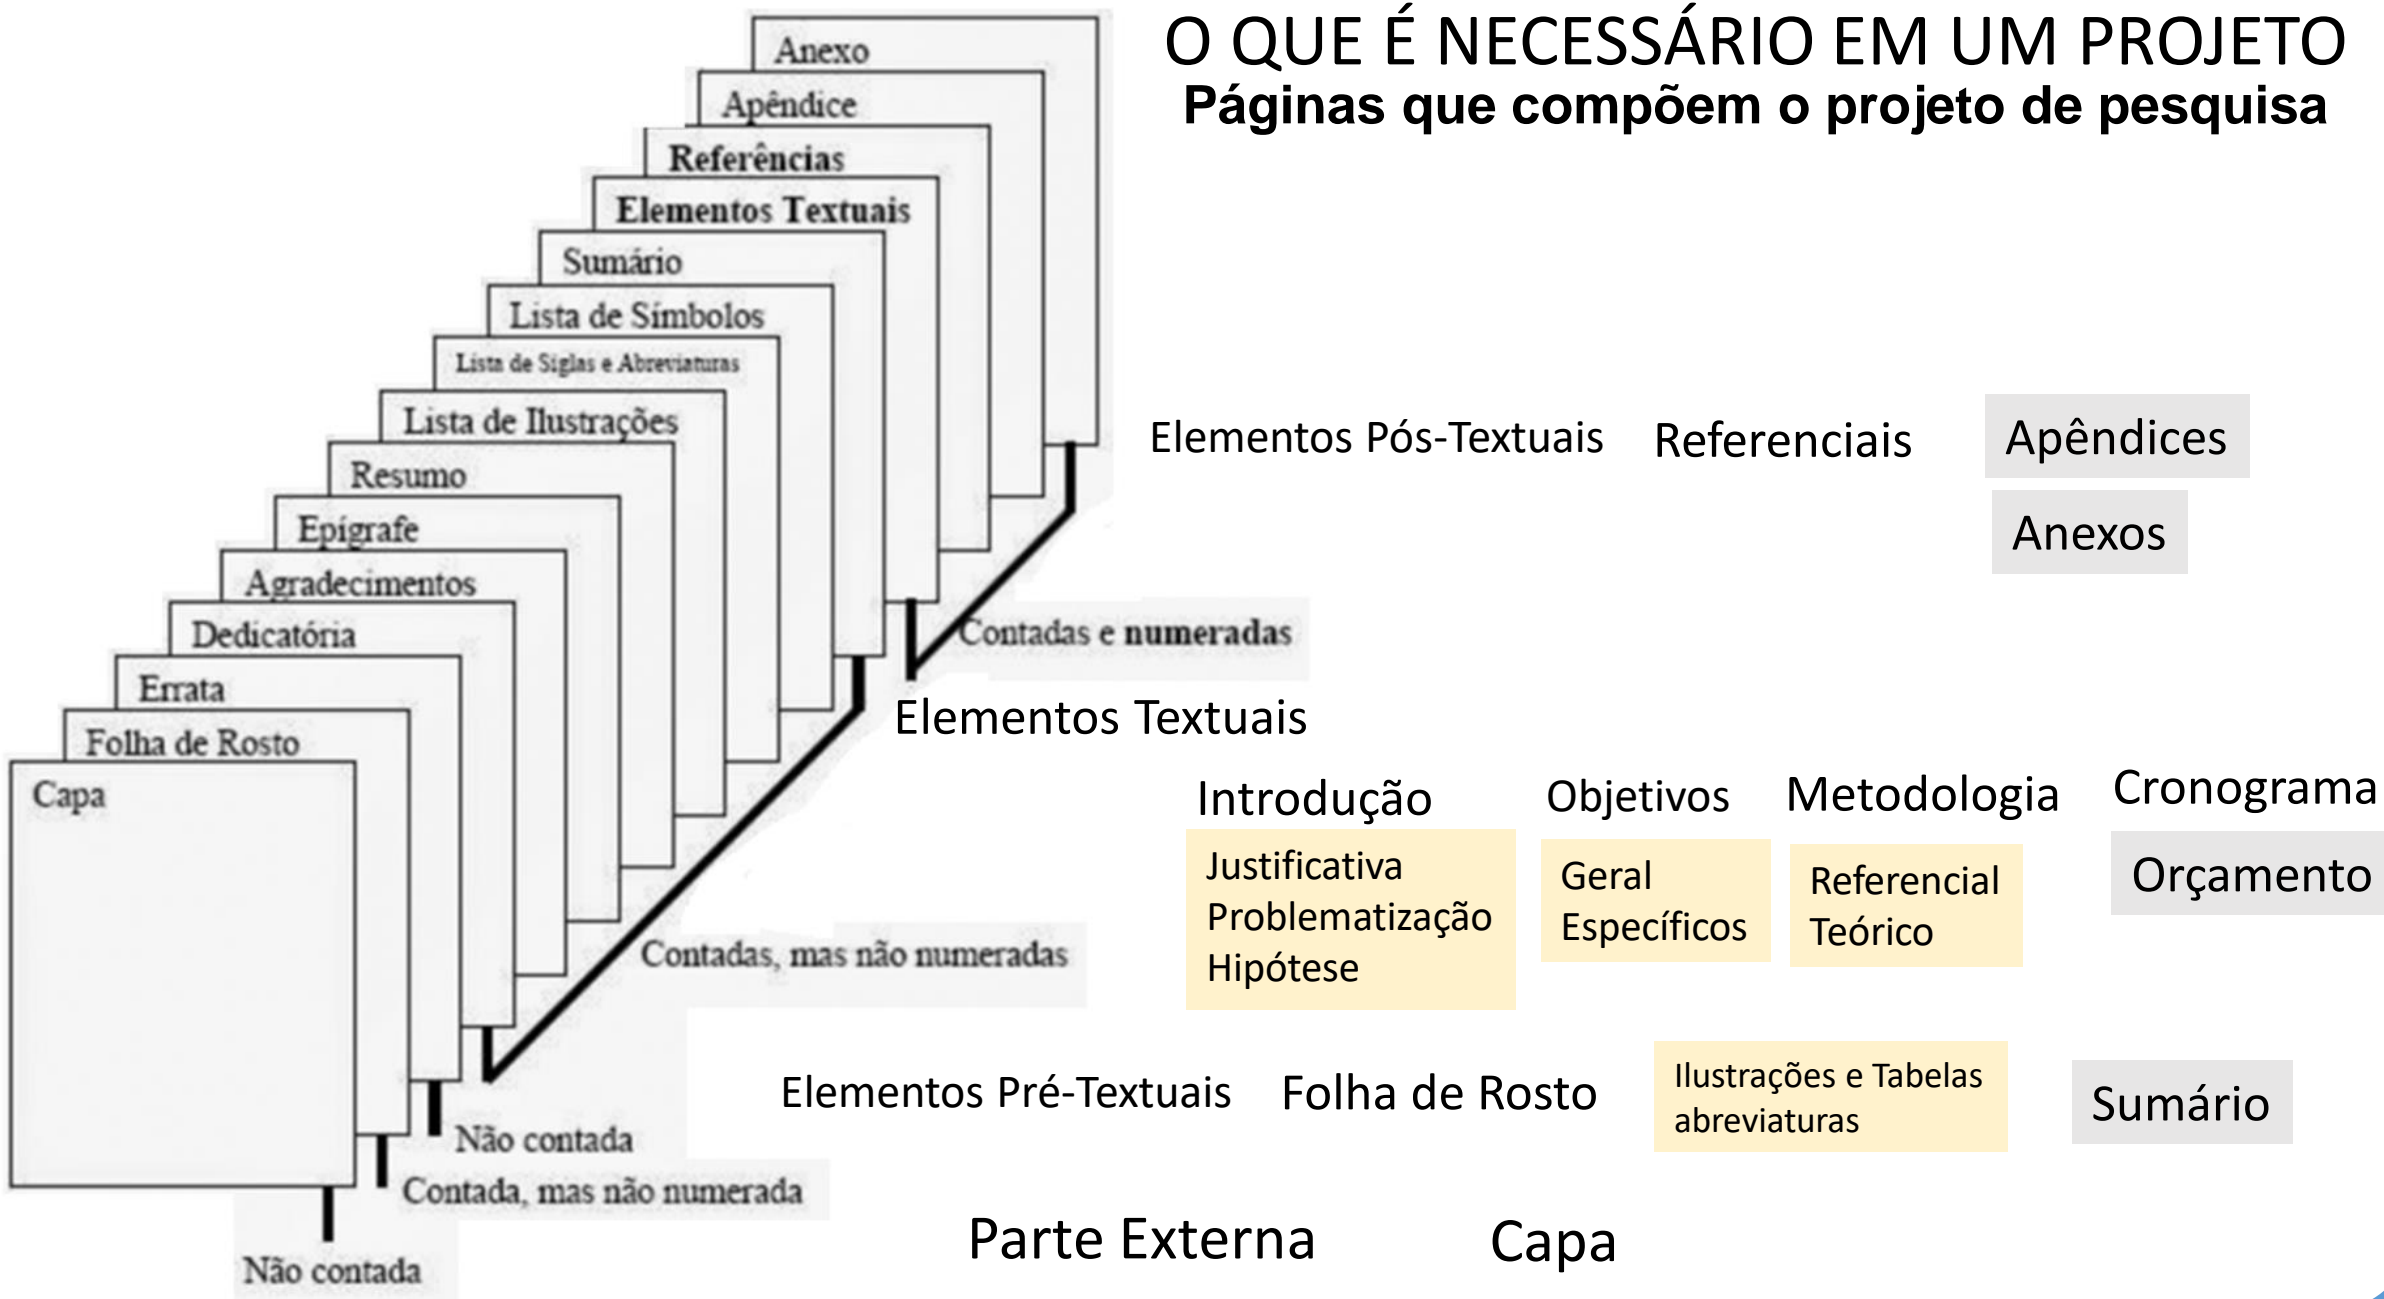 O QUE É NECESSÁRIO EM UM PROJETO
Páginas que compõem o projeto de pesquisa
Anexo
Apêndice
Referências
Elementos Textuais
Sumário
Lista de Símbolos
Lista de Siglas e Abreviaturas
Lista de Ilustrações
Resumo
Epígrafe
Agradecimentos
Dedicatória
Errata
Folha de Rosto
Capa
Elementos Pós-Textuais
Referenciais
Apêndices
Anexos
Contadas e numeradas
Elementos Textuais
Introdução
Justificativa
Problematização
Hipótese
Objetivos
Geral
Específicos
Metodologia
Referencial
Teórico
Cronograma
Orçamento
Contadas, mas não numeradas
Elementos Pré-Textuais
Folha de Rosto
Ilustrações e Tabelas
abreviaturas
Sumário
Não contada
Contada, mas não numerada
Não contada
Parte Externa
Capa